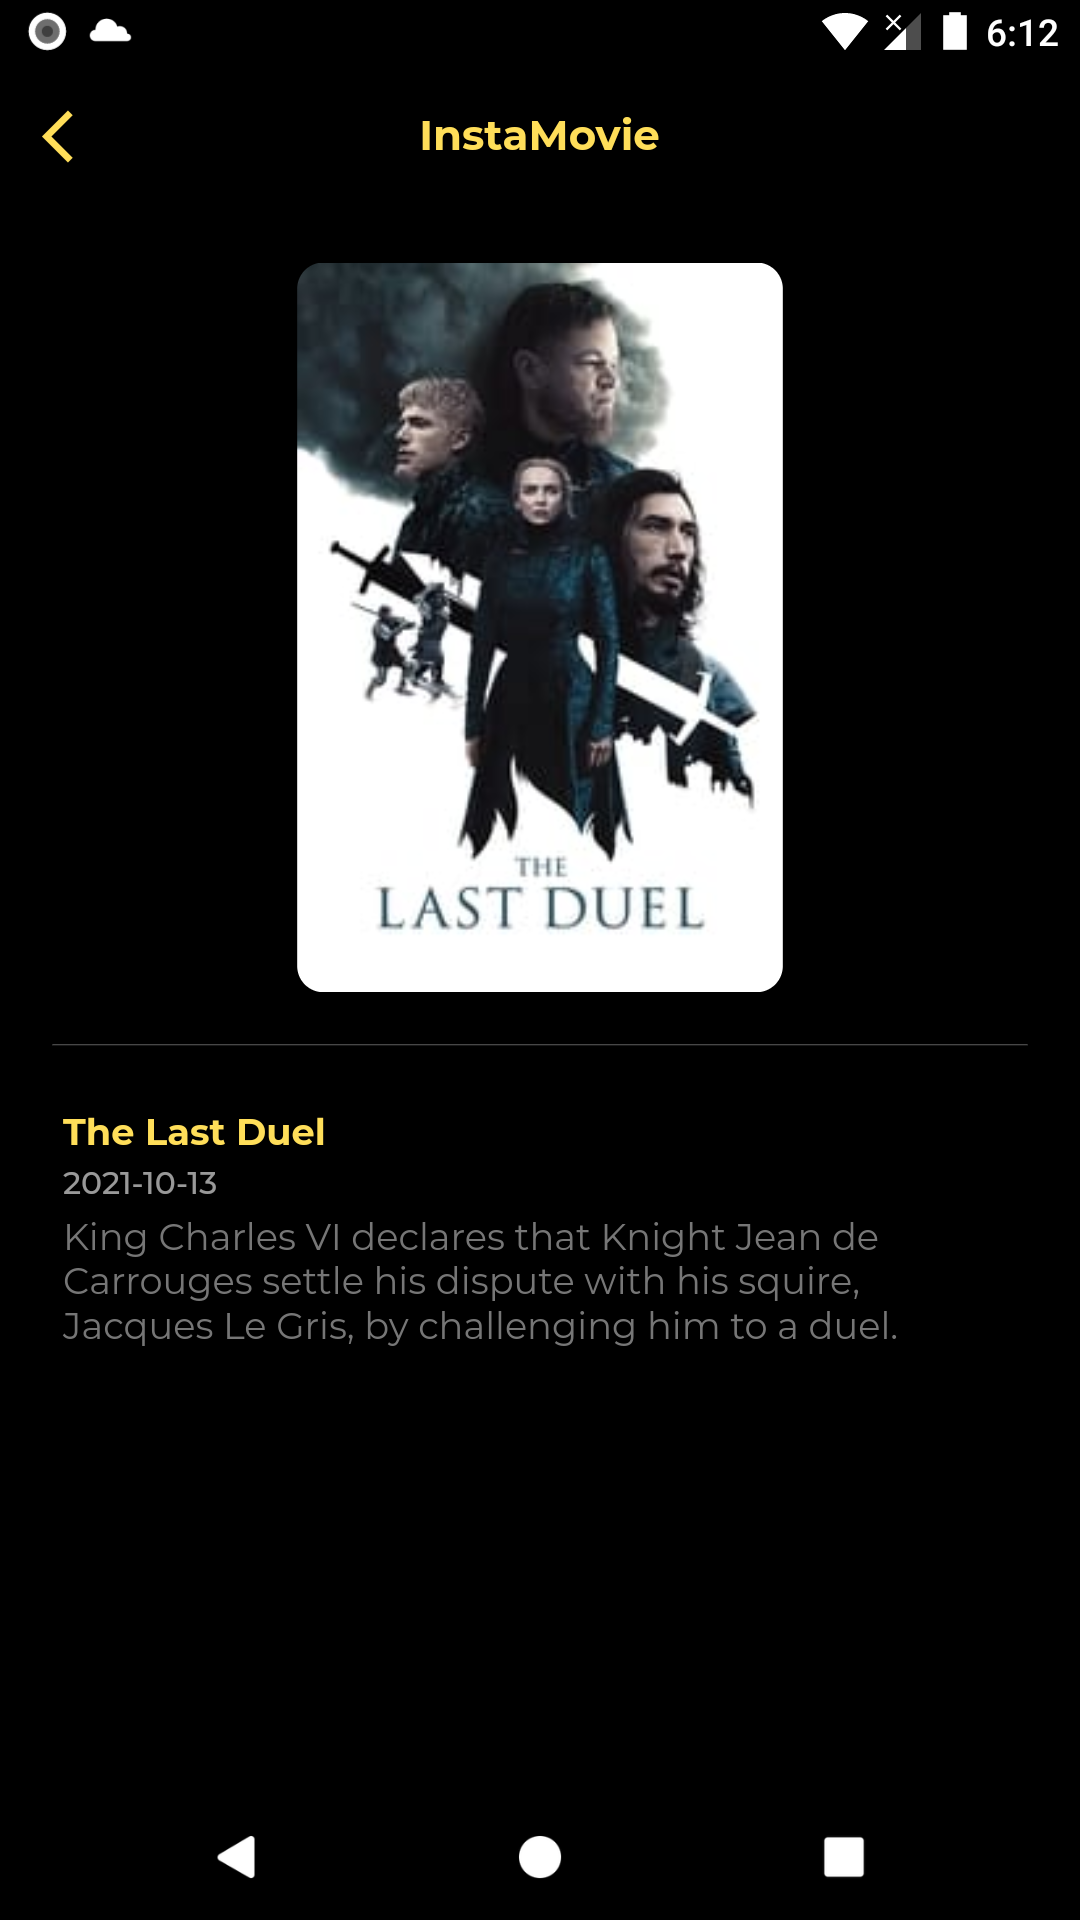 6:12
InstaMovie
THE
LAST DUEL
The Last Duel
2021-10-13
King Charles VI declares that Knight Jean de
Carrouges settle his dispute with his squire,
Jacques Le Gris, by challenging him to a duel.